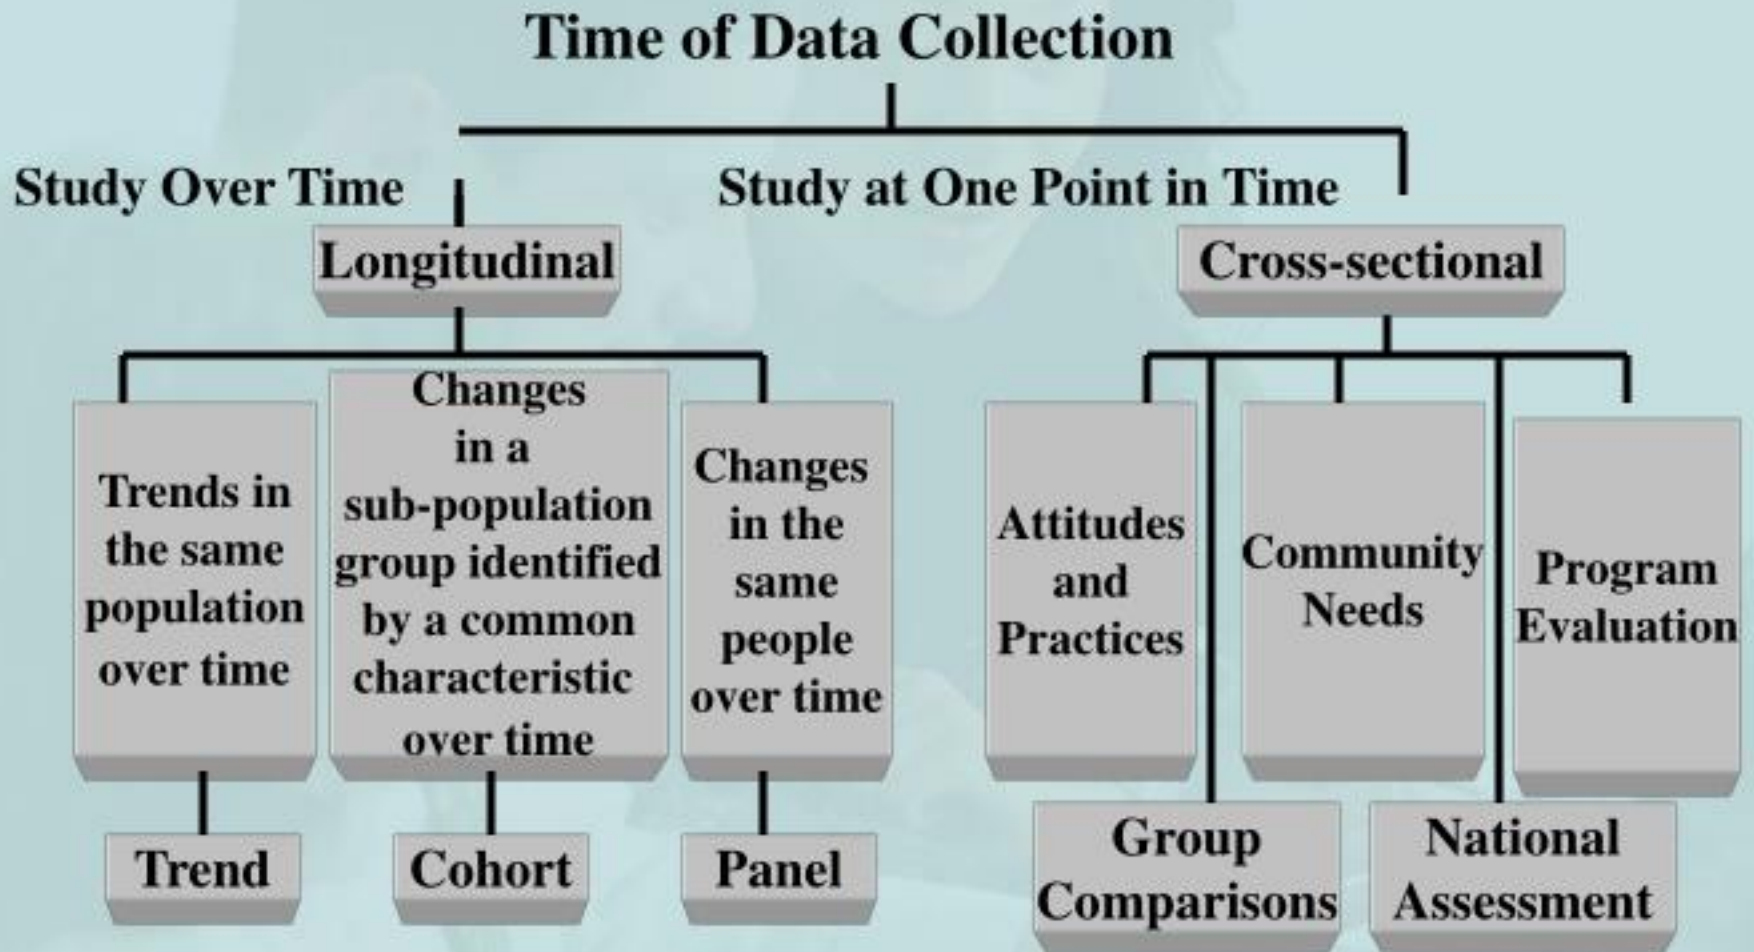 Time of Data Collection
Study Over Time
Study at One Point in Time
Longitudinal
Cross-sectional
Trends in
the same
population
over time
Changes
in a
sub-population
group identified
by a common
characteristic
over time
Changes
in the
same
people
over time
Attitudes
and
Practices
Community
Needs
Program
Evaluation
Trend
Cohort
Panel
Group
Comparisons
National
Assessment